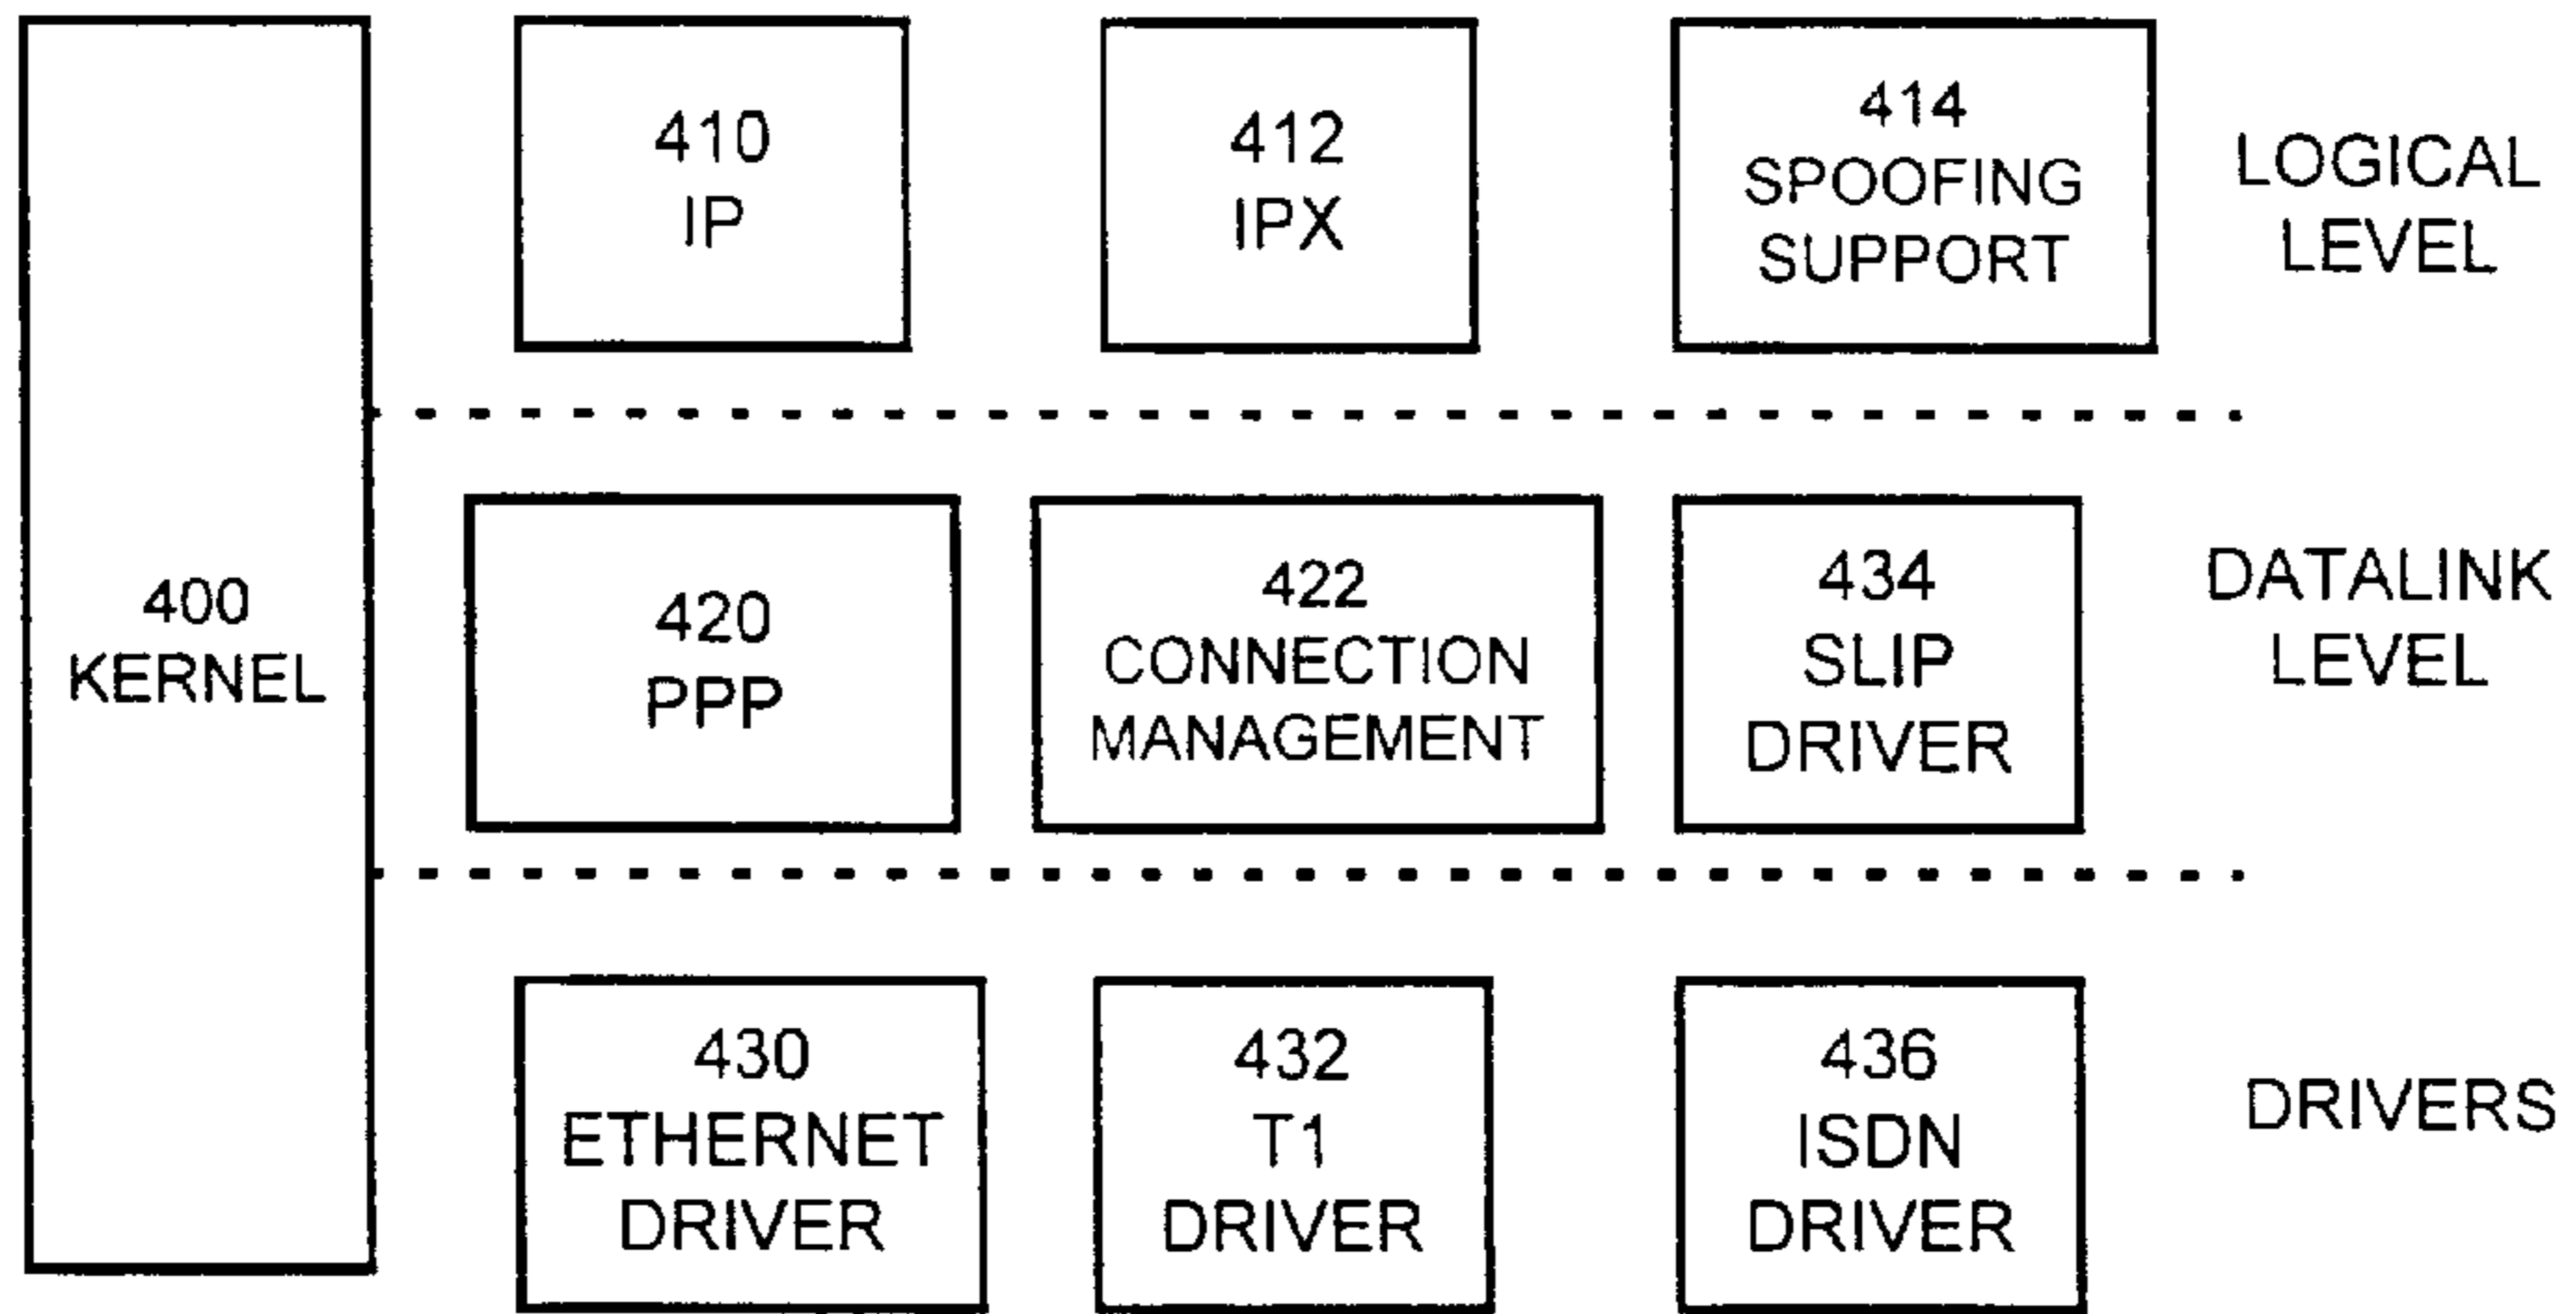 400
KERNEL
410
IP
412
IPX
414
SPOOFING
SUPPORT
LOGICAL
LEVEL
420
PPP
422
CONNECTION
MANAGEMENT
434
SLIP
DRIVER
DATALINK
LEVEL
430
ETHERNET
DRIVER
432
T1
DRIVER
436
ISDN
DRIVER
DRIVERS